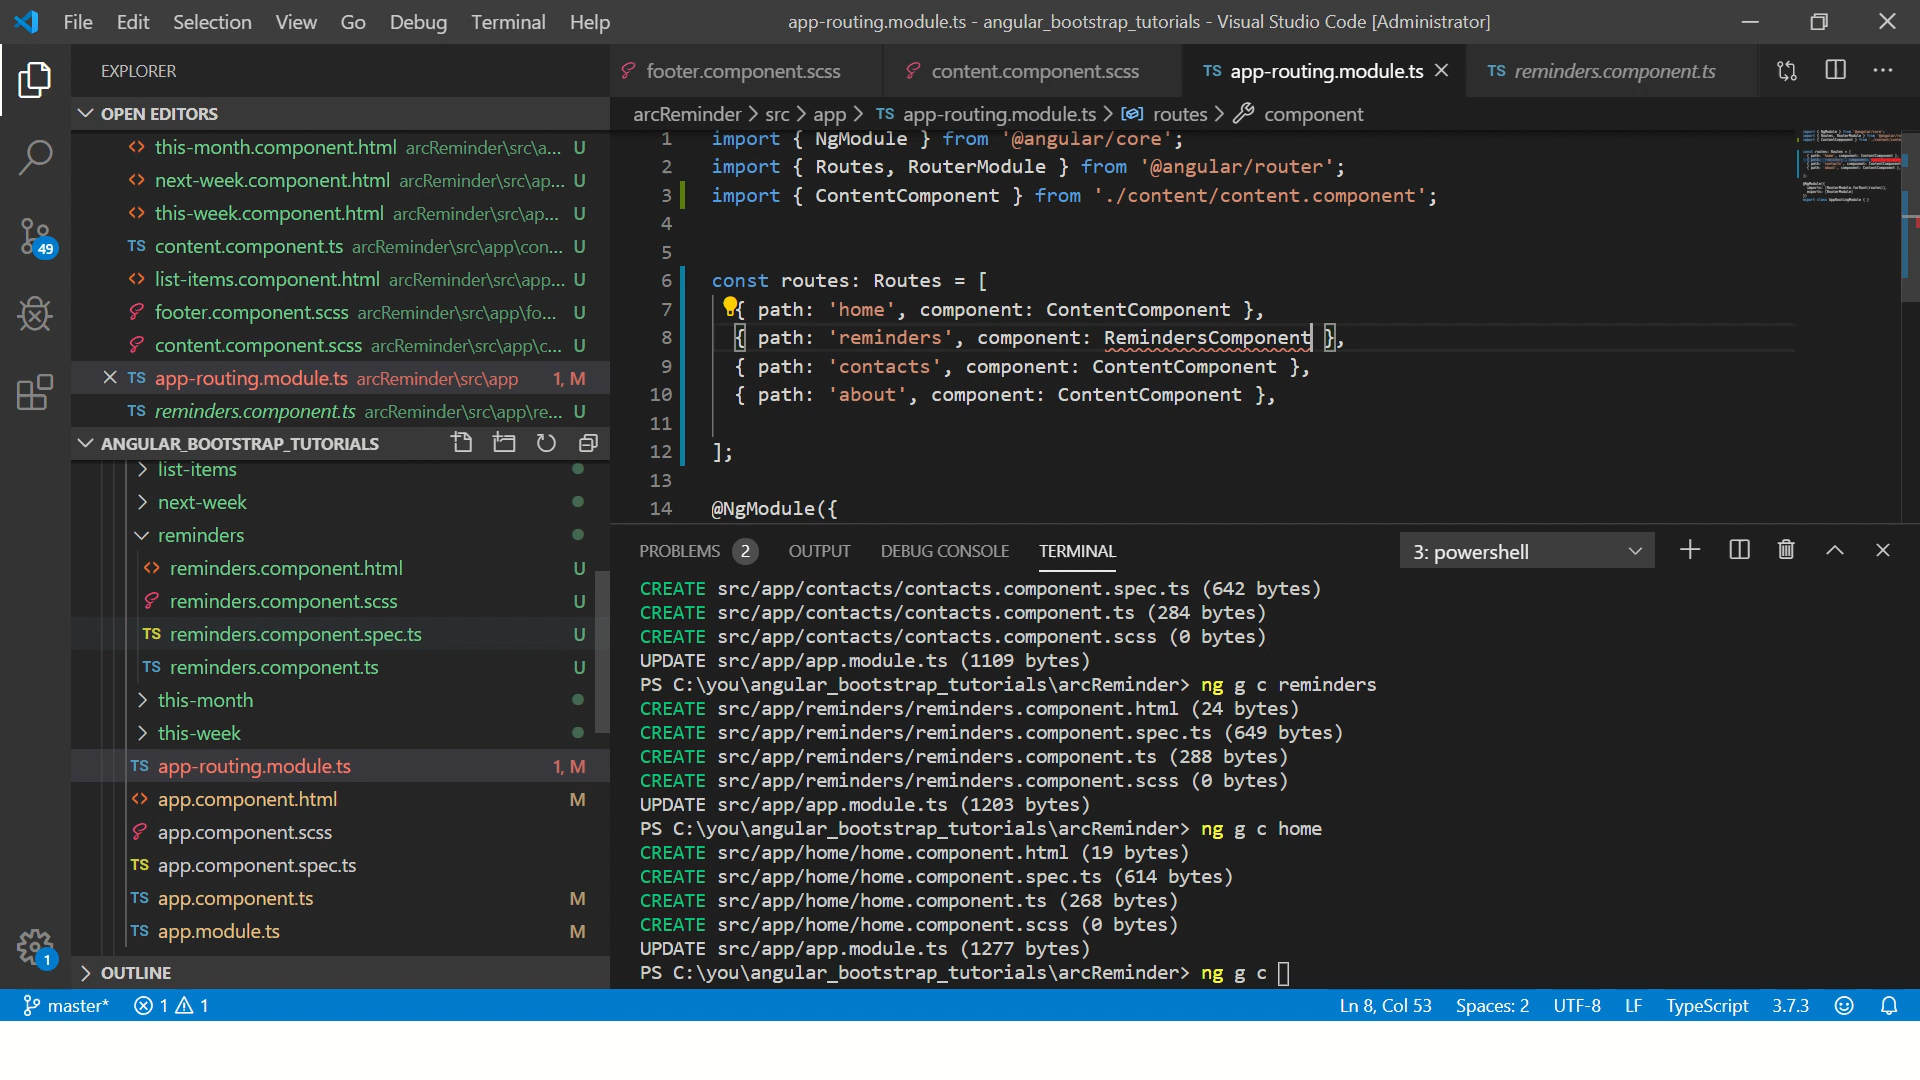 File Edit Selection View Go Debug Terminal Help
app-routing.module.ts - angular_bootstrap_tutorials - Visual Studio Code [Administrator]
EXPLORER
OPEN EDITORS
this-month.component.html arcReminder\src\a... U
next-week.component.html arcReminder\src\ap... U
this-week.component.html arcReminder\src\ap... U
TS content.component.ts arcReminder\src\app\con... U
list-items.component.html arcReminder\src\app... U
footer.component.scss arcReminder\src\app\fo... U
content.component.scss arcReminder\src\app\c... U
TS app-routing.module.ts arcReminder\src\app 1, M
TS reminders.component.ts arcReminder\src\app\re... U
ANGULAR_BOOTSTRAP_TUTORIALS
list-items
next-week
reminders
reminders.component.html U
reminders.component.scss U
TS reminders.component.spec.ts U
TS reminders.component.ts U
this-month
this-week
TS app-routing.module.ts 1, M
app.component.html M
app.component.scss
TS app.component.spec.ts
TS app.component.ts M
TS app.module.ts M
OUTLINE
49
1
footer.component.scss
content.component.scss
TS app-routing.module.ts
TS reminders.component.ts
arcReminder > src > app > TS app-routing.module.ts > routes > component
1 import { NgModule } from '@angular/core';
2 import { Routes, RouterModule } from '@angular/router';
3 import { ContentComponent } from './content/content.component';
4
5
6 const routes: Routes = [
7 { path: 'home', component: ContentComponent },
8 { path: 'reminders', component: RemindersComponent },
9 { path: 'contacts', component: ContentComponent },
10 { path: 'about', component: ContentComponent },
11
12 ];
13
14 @NgModule({
PROBLEMS 2 OUTPUT DEBUG CONSOLE TERMINAL 3: powershell
CREATE src/app/contacts/contacts.component.spec.ts (642 bytes)
CREATE src/app/contacts/contacts.component.ts (284 bytes)
CREATE src/app/contacts/contacts.component.scss (0 bytes)
UPDATE src/app/app.module.ts (1109 bytes)
PS C:\you\angular_bootstrap_tutorials\arcReminder> ng g c reminders
CREATE src/app/reminders/reminders.component.html (24 bytes)
CREATE src/app/reminders/reminders.component.spec.ts (649 bytes)
CREATE src/app/reminders/reminders.component.ts (288 bytes)
CREATE src/app/reminders/reminders.component.scss (0 bytes)
UPDATE src/app/app.module.ts (1203 bytes)
PS C:\you\angular_bootstrap_tutorials\arcReminder> ng g c home
CREATE src/app/home/home.component.html (19 bytes)
CREATE src/app/home/home.component.spec.ts (614 bytes)
CREATE src/app/home/home.component.ts (268 bytes)
CREATE src/app/home/home.component.scss (0 bytes)
UPDATE src/app/app.module.ts (1277 bytes)
PS C:\you\angular_bootstrap_tutorials\arcReminder> ng g c
master* 1 1
Ln 8, Col 53 Spaces: 2 UTF-8 LF TypeScript 3.7.3